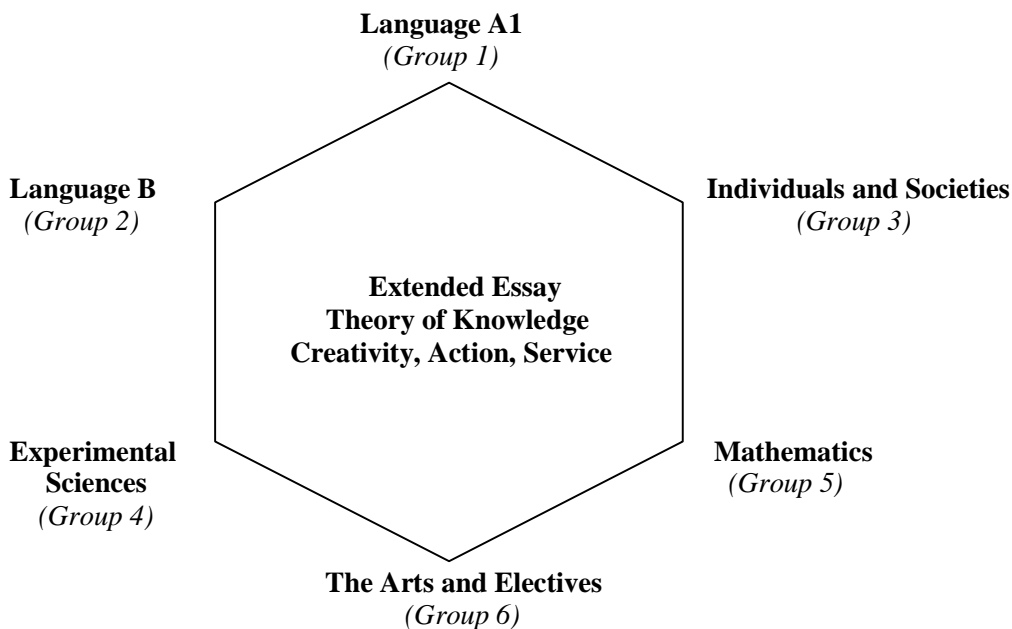 Language A1
(Group 1)
Language B
(Group 2)
Individuals and Societies
(Group 3)
Extended Essay
Theory of Knowledge
Creativity, Action, Service
Experimental
Sciences
(Group 4)
Mathematics
(Group 5)
The Arts and Electives
(Group 6)